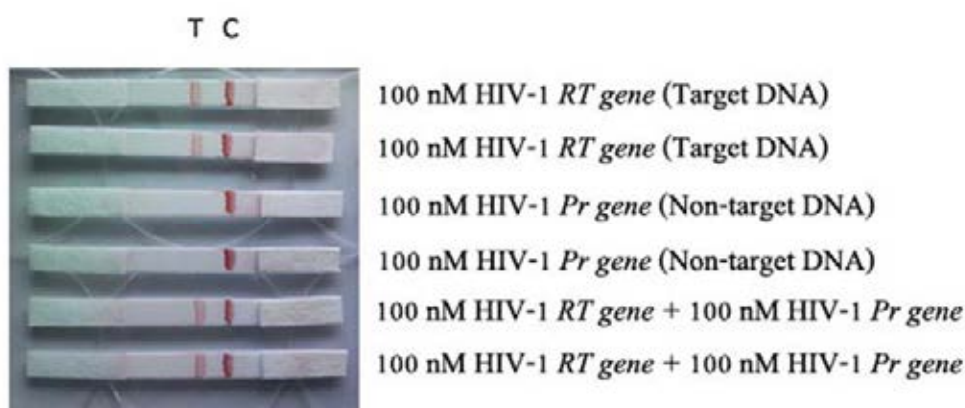 T C
100 nM HIV-1 RT gene (Target DNA)
100 nM HIV-1 RT gene (Target DNA)
100 nM HIV-1 Pr gene (Non-target DNA)
100 nM HIV-1 Pr gene (Non-target DNA)
100 nM HIV-1 RT gene + 100 nM HIV-1 Pr gene
100 nM HIV-1 RT gene + 100 nM HIV-1 Pr gene